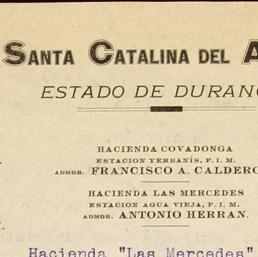 SANTA CATALINA DEL A
ESTADO DE DURANG
HACIENDA COVADONGA
ESTACION YERBANÍS, F. I. M.
ADMOR. FRANCISCO A. CALDERO
HACIENDA LAS MERCEDES
ESTACION AGUA VIEJA, F. I. M.
ADMOR. ANTONIO HERRAN.
Hacienda "Las Mercedes"